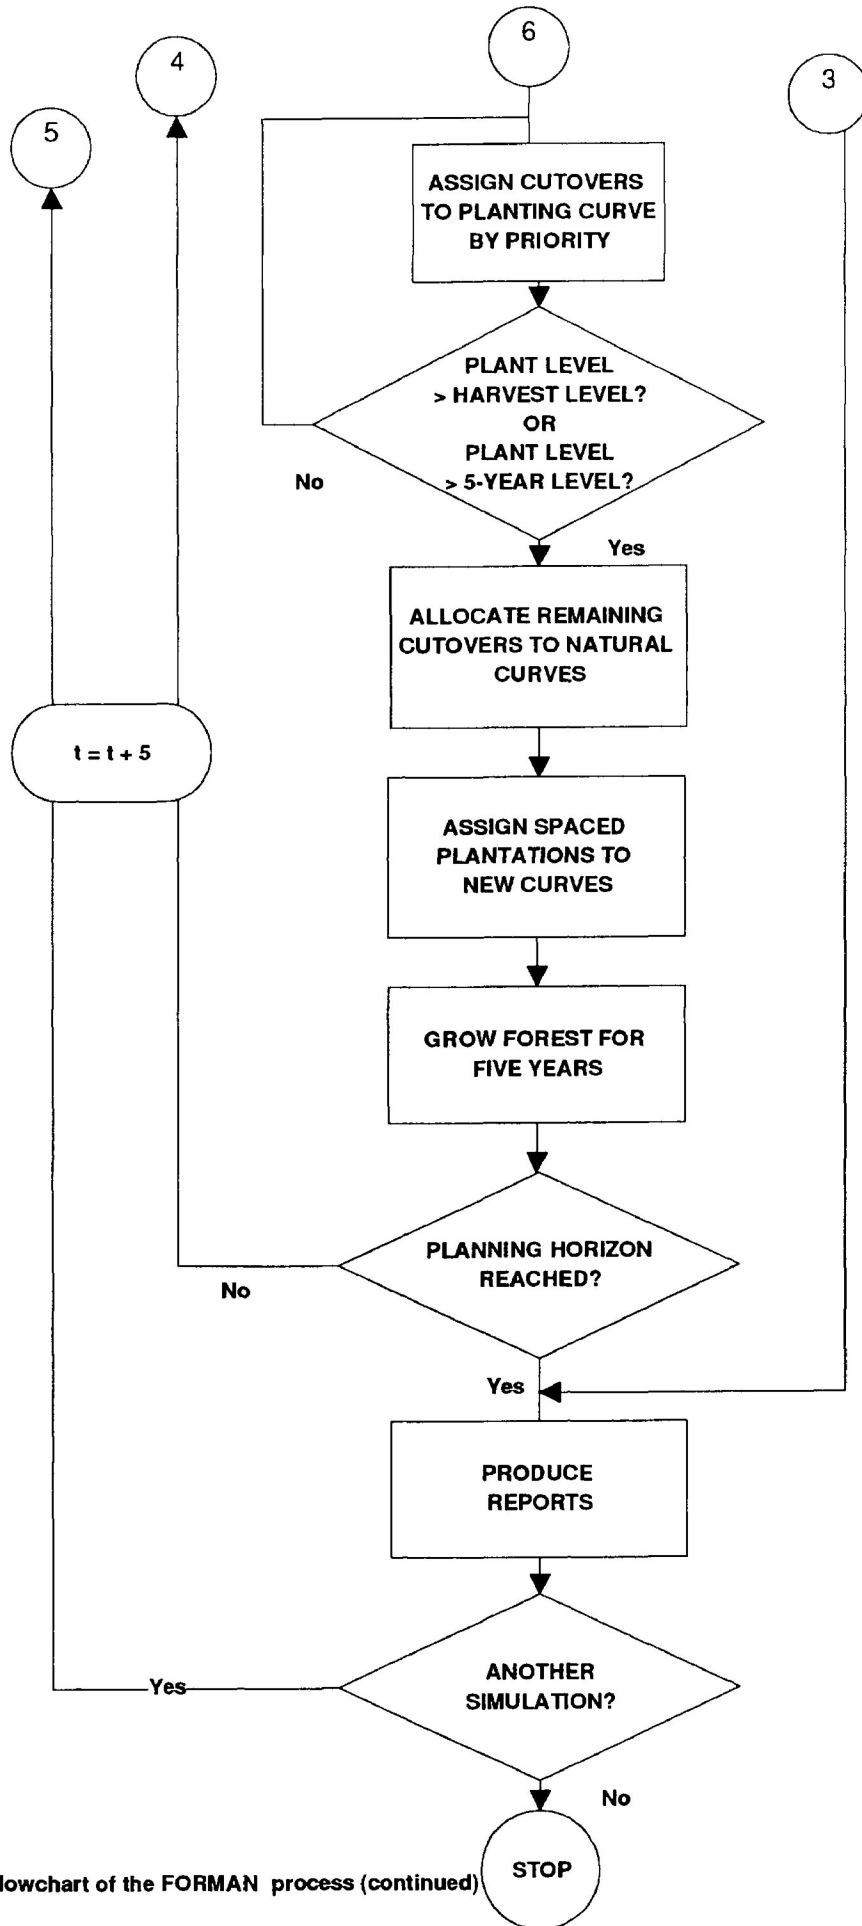 6
4
3
5
ASSIGN CUTOVERS
TO PLANTING CURVE
BY PRIORITY
PLANT LEVEL
> HARVEST LEVEL?
OR
PLANT LEVEL
> 5-YEAR LEVEL?
No
Yes
ALLOCATE REMAINING
CUTOVERS TO NATURAL
CURVES
t = t + 5
ASSIGN SPACED
PLANTATIONS TO
NEW CURVES
GROW FOREST FOR
FIVE YEARS
PLANNING HORIZON
REACHED?
No
Yes
PRODUCE
REPORTS
ANOTHER
SIMULATION?
Yes
No
STOP
lowchart of the FORMAN process (continued)